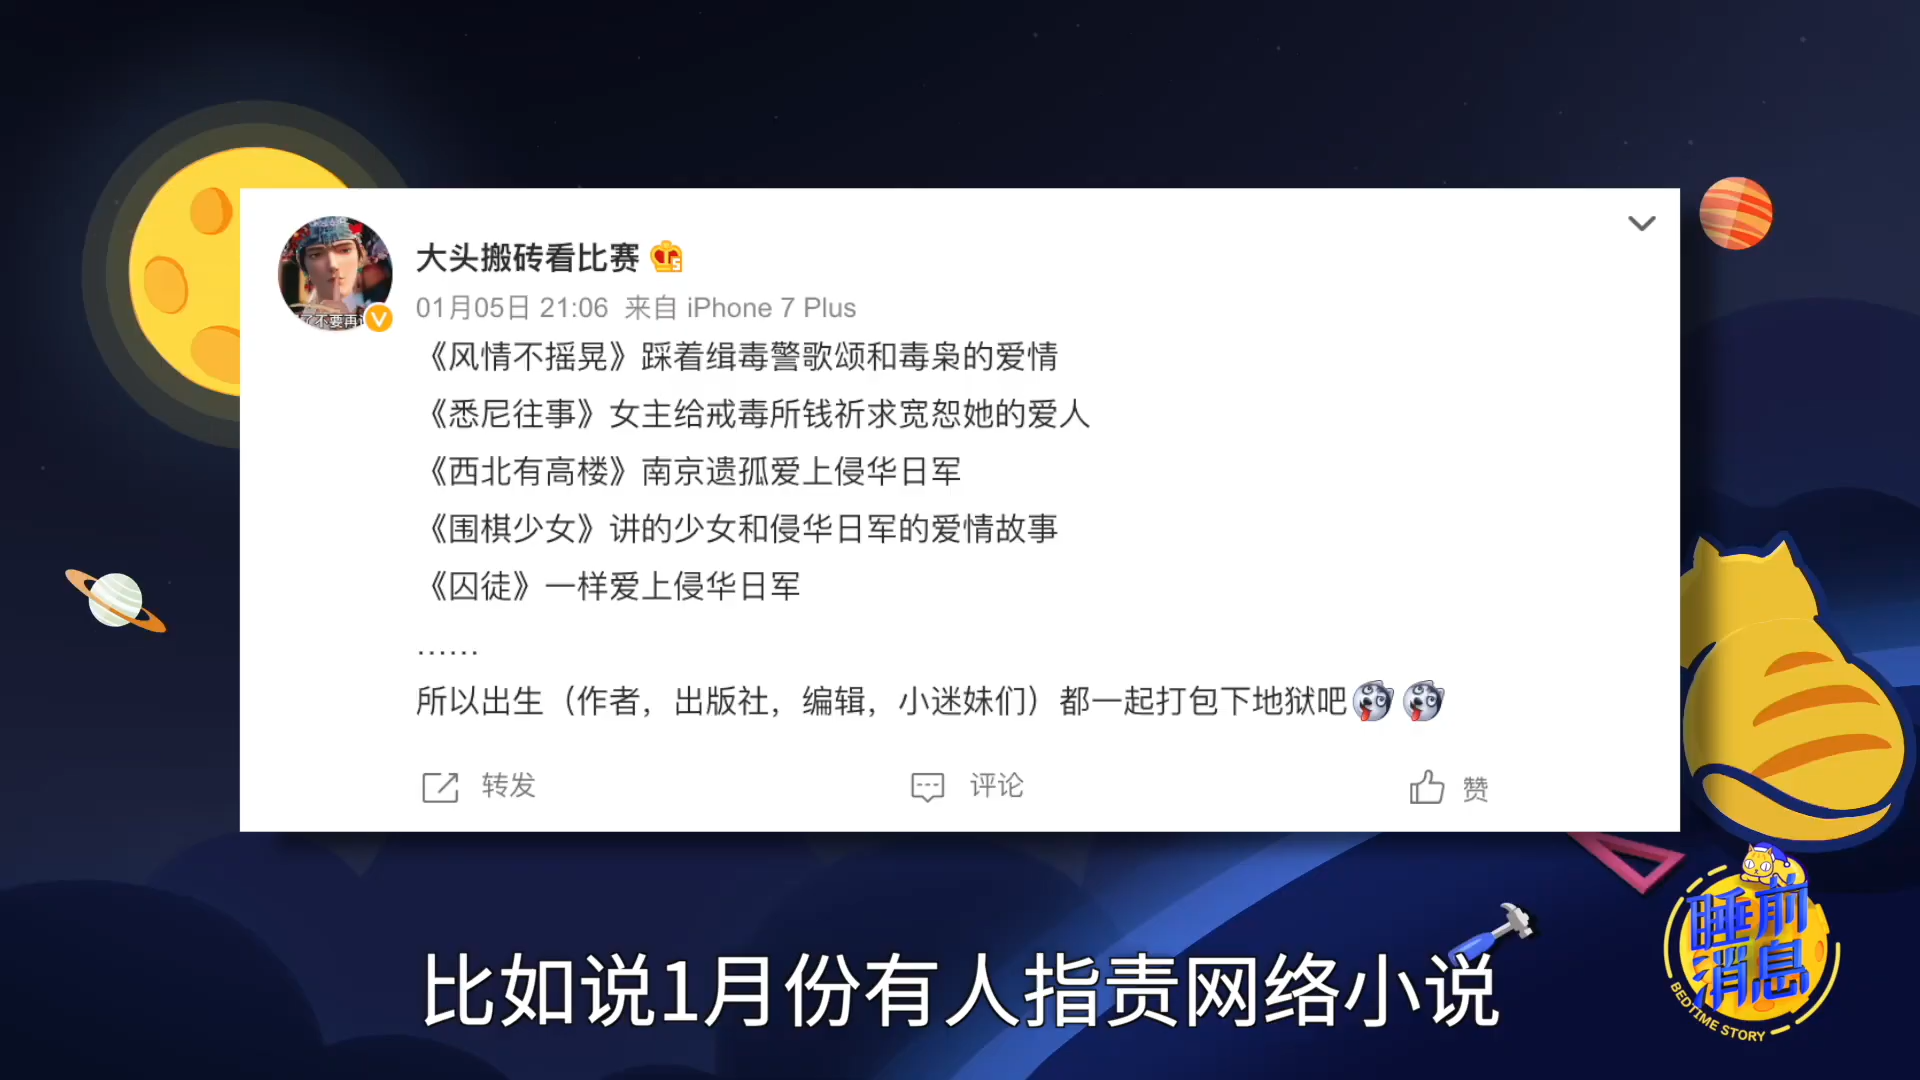 大头搬砖看比赛
01月05日 21:06 来自 iPhone 7 Plus
《风情不摇晃》踩着缉毒警歌颂和毒枭的爱情
《悉尼往事》女主给戒毒所钱祈求宽恕她的爱人
《西北有高楼》南京遗孤爱上侵华日军
《围棋少女》讲的少女和侵华日军的爱情故事
《囚徒》一样爱上侵华日军
……
所以出生（作者，出版社，编辑，小迷妹们）都一起打包下地狱吧
转发
评论
赞
睡前
消息
BEDTIME STORY
比如说1月份有人指责网络小说